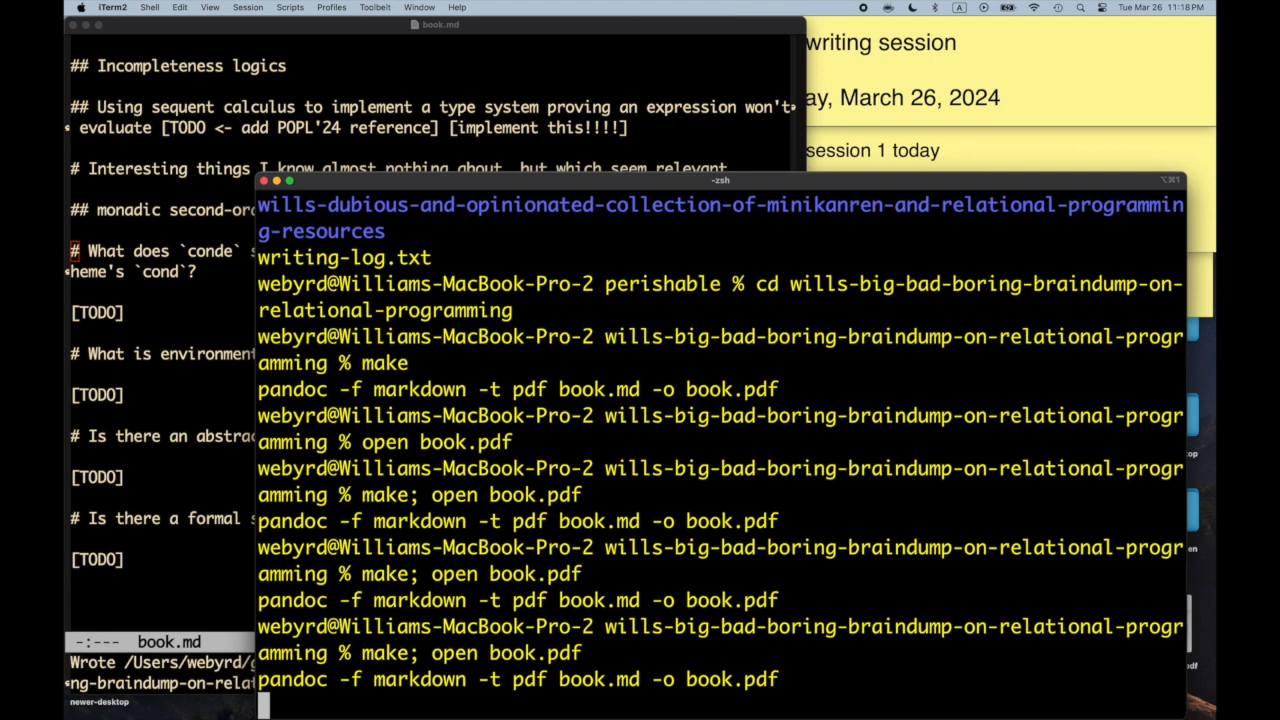 iTerm2 Shell Edit View Session Scripts Profiles Toolbelt Window Help
A
Tue Mar 26 11:18 PM
book.md
## Incompleteness logics
## Using sequent calculus to implement a type system proving an expression won't
evaluate [TODO <- add POPL'24 reference] [implement this!!!!]
# Interesting things I know almost nothing about, but which seem relevant
## monadic second-or
# What does `conde` s
heme's `cond`?
[TODO]
# What is environment
[TODO]
# Is there an abstrac
[TODO]
# Is there a formal s
[TODO]
-:--- book.md
Wrote /Users/webyrd/g
ng-braindump-on-rela
newer-desktop
writing session
ay, March 26, 2024
session 1 today
-zsh
⌥⌘1
wills-dubious-and-opinionated-collection-of-minikanren-and-relational-programmin
g-resources
writing-log.txt
webyrd@Williams-MacBook-Pro-2 perishable % cd wills-big-bad-boring-braindump-on-
relational-programming
webyrd@Williams-MacBook-Pro-2 wills-big-bad-boring-braindump-on-relational-progr
amming % make
pandoc -f markdown -t pdf book.md -o book.pdf
webyrd@Williams-MacBook-Pro-2 wills-big-bad-boring-braindump-on-relational-progr
amming % open book.pdf
webyrd@Williams-MacBook-Pro-2 wills-big-bad-boring-braindump-on-relational-progr
amming % make; open book.pdf
pandoc -f markdown -t pdf book.md -o book.pdf
webyrd@Williams-MacBook-Pro-2 wills-big-bad-boring-braindump-on-relational-progr
amming % make; open book.pdf
pandoc -f markdown -t pdf book.md -o book.pdf
webyrd@Williams-MacBook-Pro-2 wills-big-bad-boring-braindump-on-relational-progr
amming % make; open book.pdf
pandoc -f markdown -t pdf book.md -o book.pdf
top
en
pdf